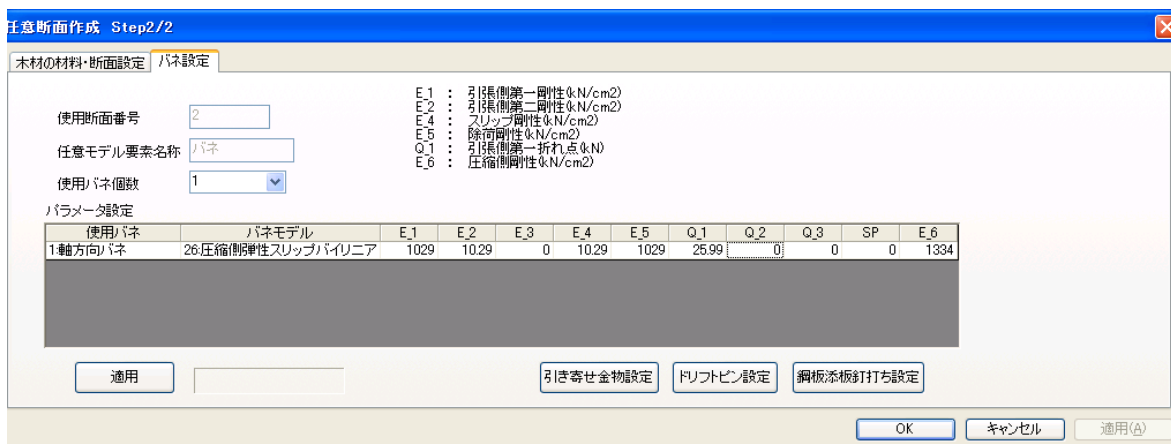 任意断面作成 Step2/2
木材の材料・断面設定 バネ設定
E_1 : 引張側第一剛性(kN/cm2)
E_2 : 引張側第二剛性(kN/cm2)
E_4 : スリップ剛性(kN/cm2)
E_5 : 除荷剛性(kN/cm2)
Q_1 : 引張側第一折れ点(kN)
E_6 : 圧縮側剛性(kN/cm2)
使用断面番号 2
任意モデル要素名称 バネ
使用バネ個数 1
パラメータ設定
使用バネ バネモデル E_1 E_2 E_3 E_4 E_5 Q_1 Q_2 Q_3 SP E_6
1:軸方向バネ 26:圧縮側弾性スリップバイリニア 1029 10.29 0 10.29 1029 25.99 0 0 0 1334
適用 引き寄せ金物設定 ドリフトピン設定 鋼板添板釘打ち設定
OK キャンセル 適用(A)